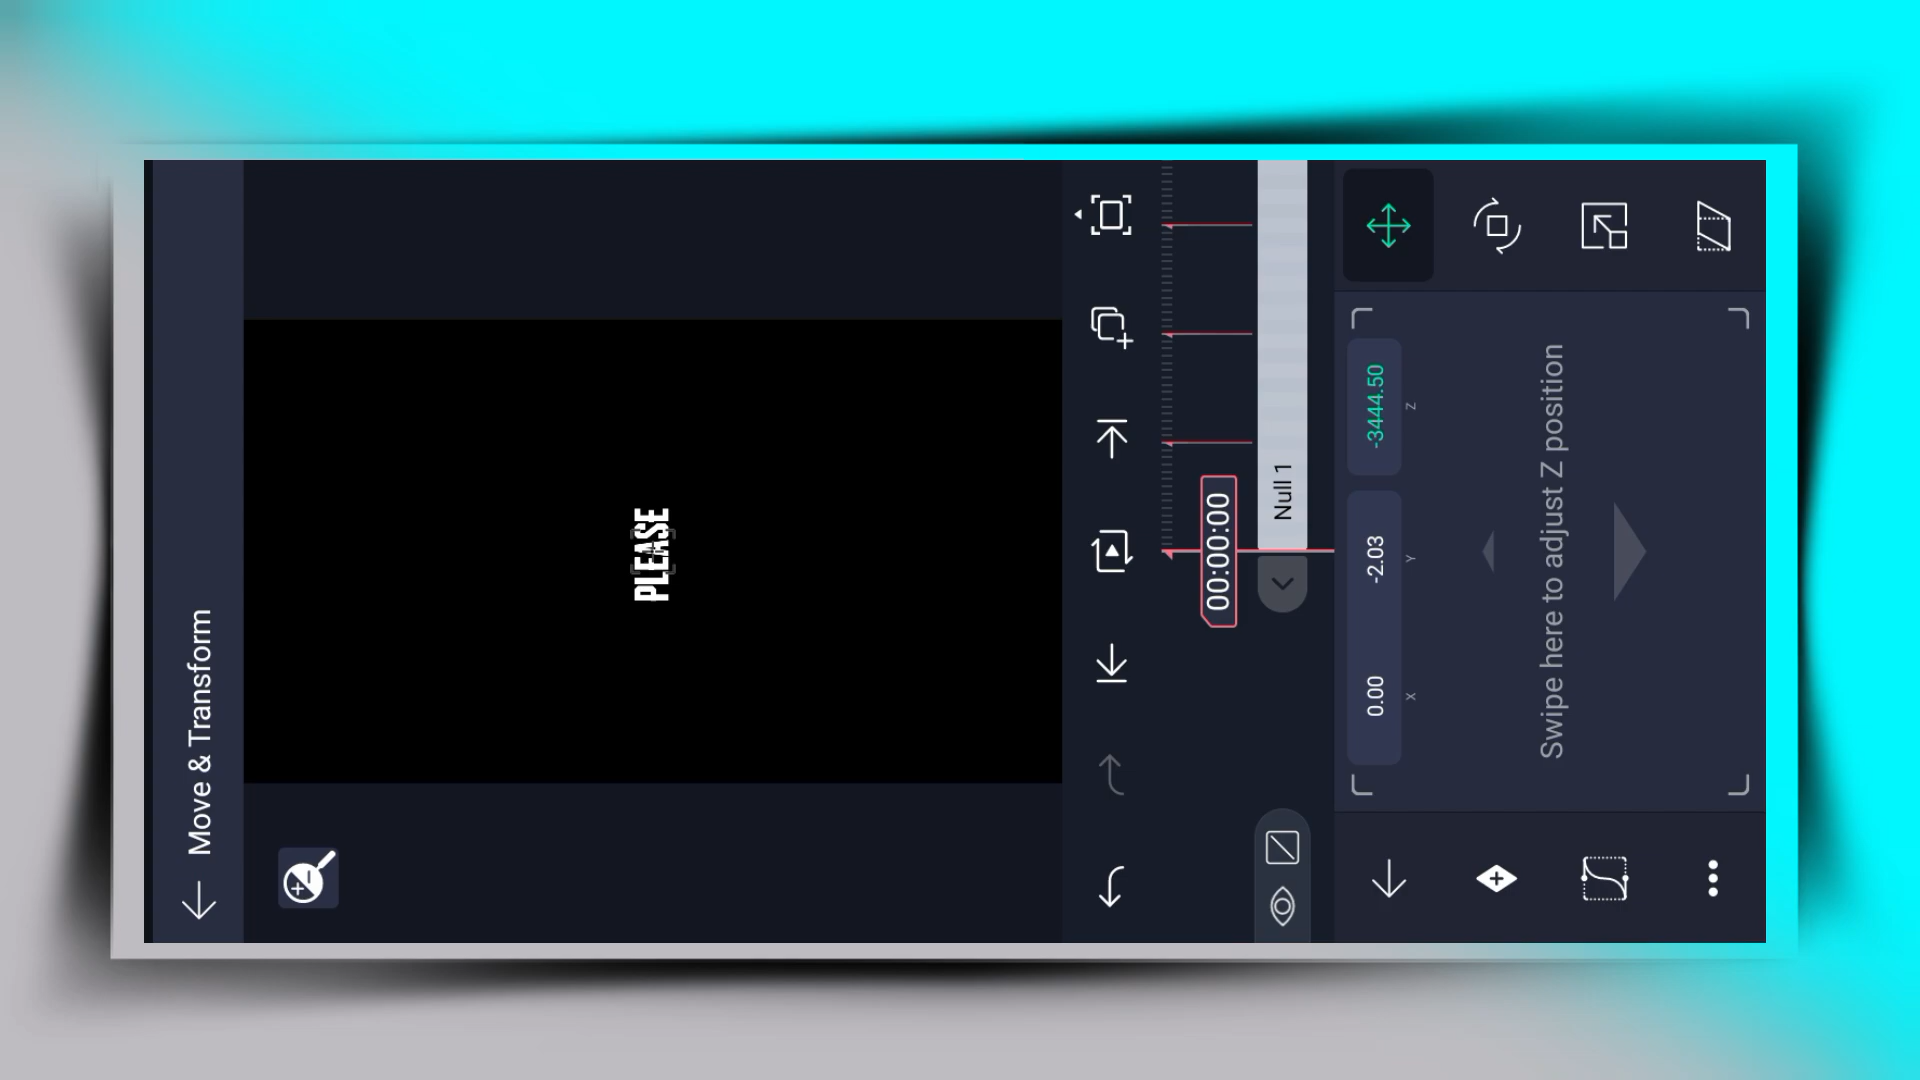 Move & Transform
PLEASE
00:00:00
Null 1
0.00
-2.03
-3444.50
X
Y
Z
Swipe here to adjust Z position